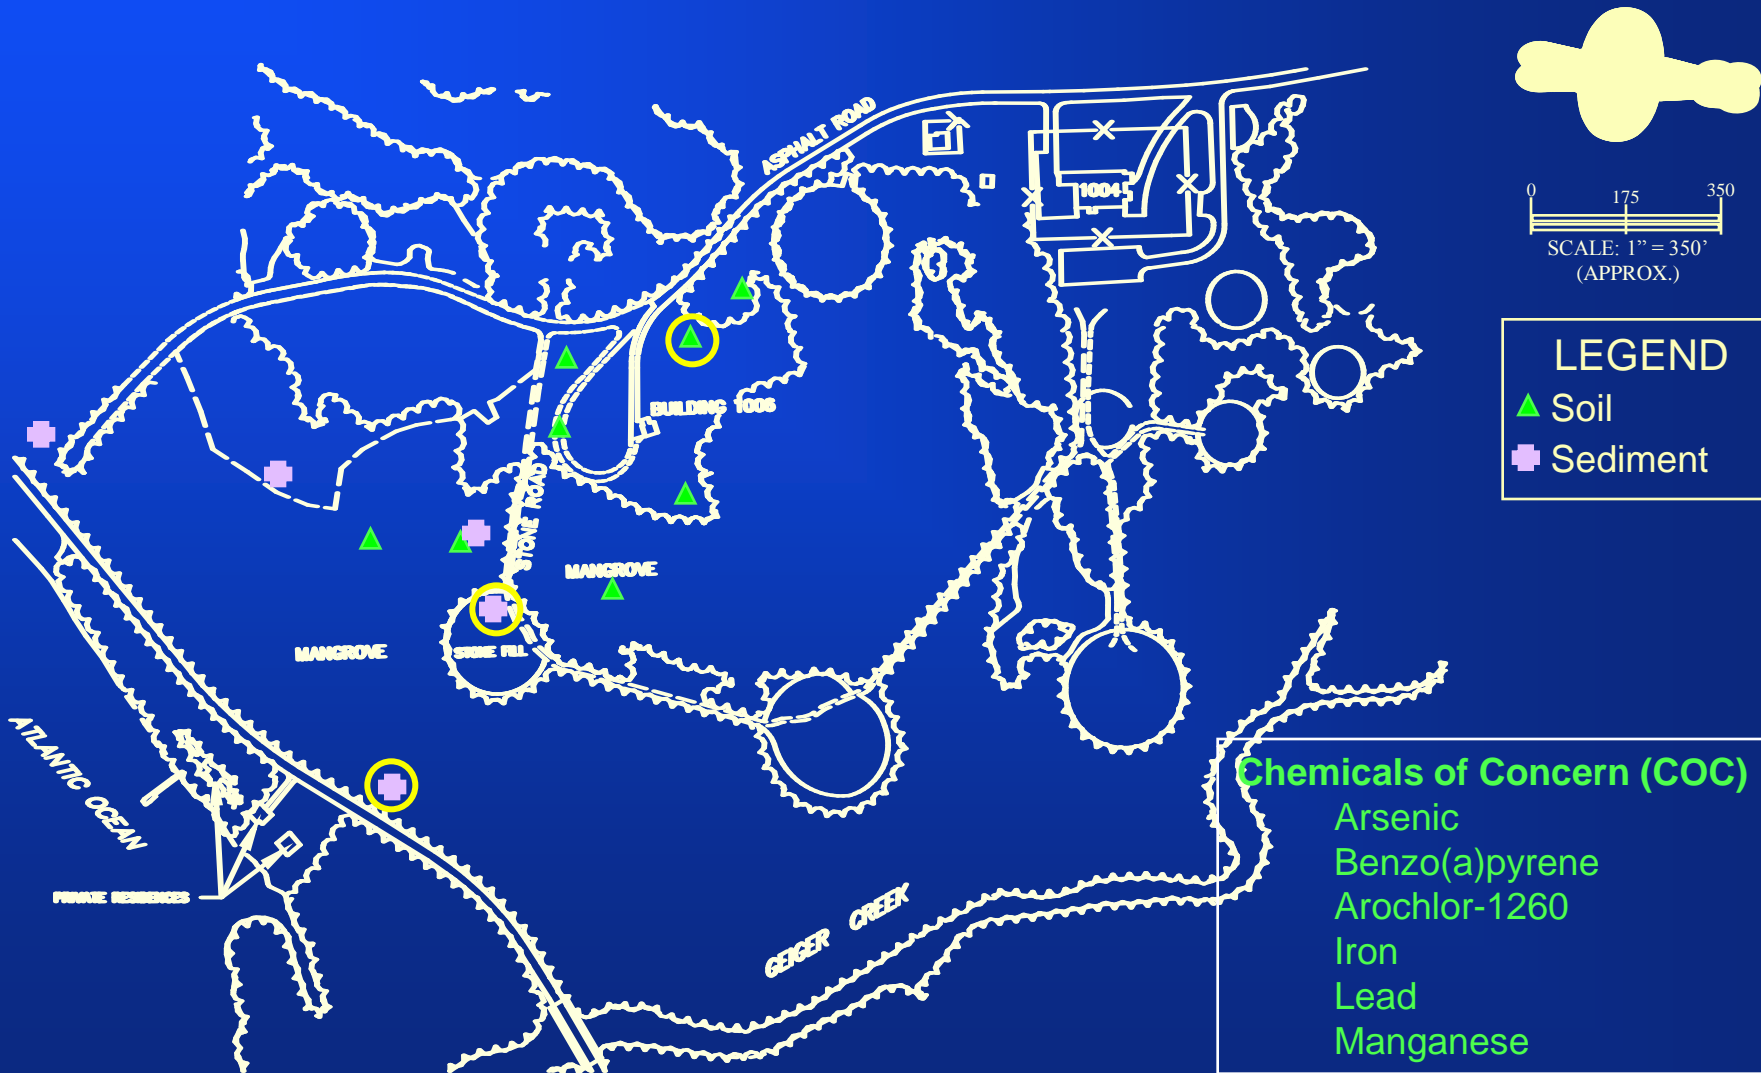 ASPHALT ROAD
1004
0 175 350
SCALE: 1” = 350’
(APPROX.)
LEGEND
Soil
Sediment
BUILDING 1006
STONE ROAD
MANGROVE
MANGROVE
STONE FILL
ATLANTIC OCEAN
PRIVATE RESIDENCES
GEIGER CREEK
Chemicals of Concern (COC)
Arsenic
Benzo(a)pyrene
Arochlor-1260
Iron
Lead
Manganese